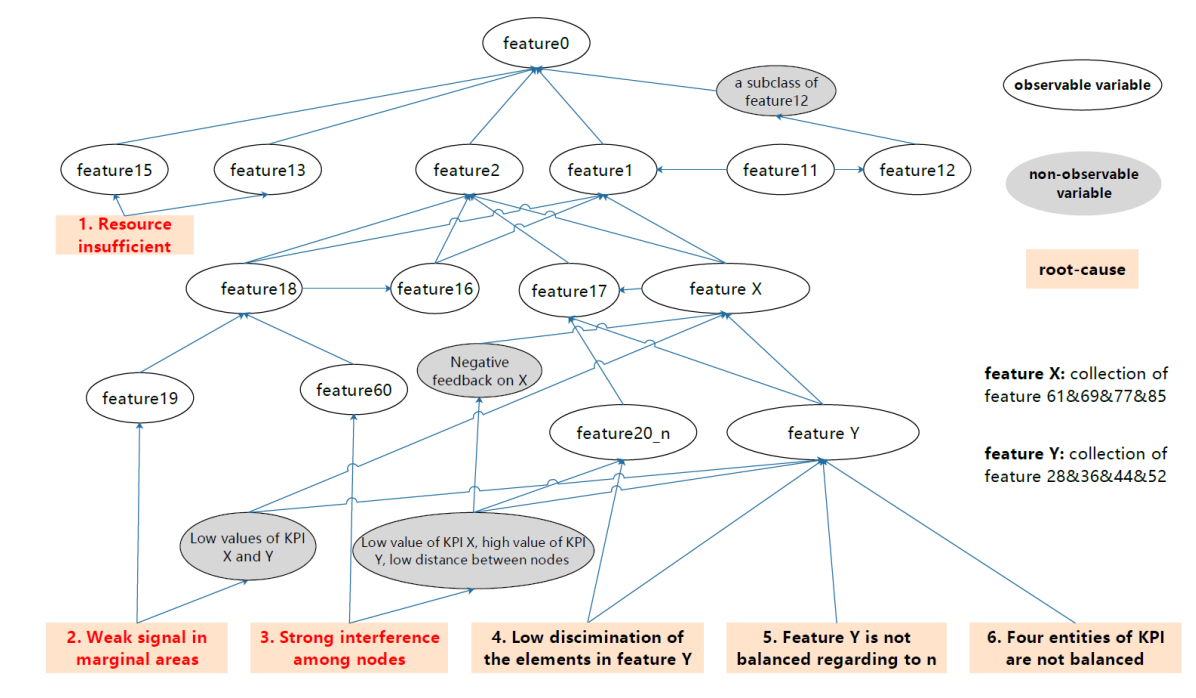 feature0
a subclass of
feature12
observable variable
feature15
feature13
feature2
feature1
feature11
feature12
non-observable
variable
1. Resource
insufficient
root-cause
feature18
feature16
feature17
feature X
Negative
feedback on X
feature X: collection of
feature 61&69&77&85
feature19
feature60
feature20_n
feature Y
feature Y: collection of
feature 28&36&44&52
Low values of KPI
X and Y
Low value of KPI X, high value of KPI
Y, low distance between nodes
2. Weak signal in
marginal areas
3. Strong interference
among nodes
4. Low discimination of
the elements in feature Y
5. Feature Y is not
balanced regarding to n
6. Four entities of KPI
are not balanced